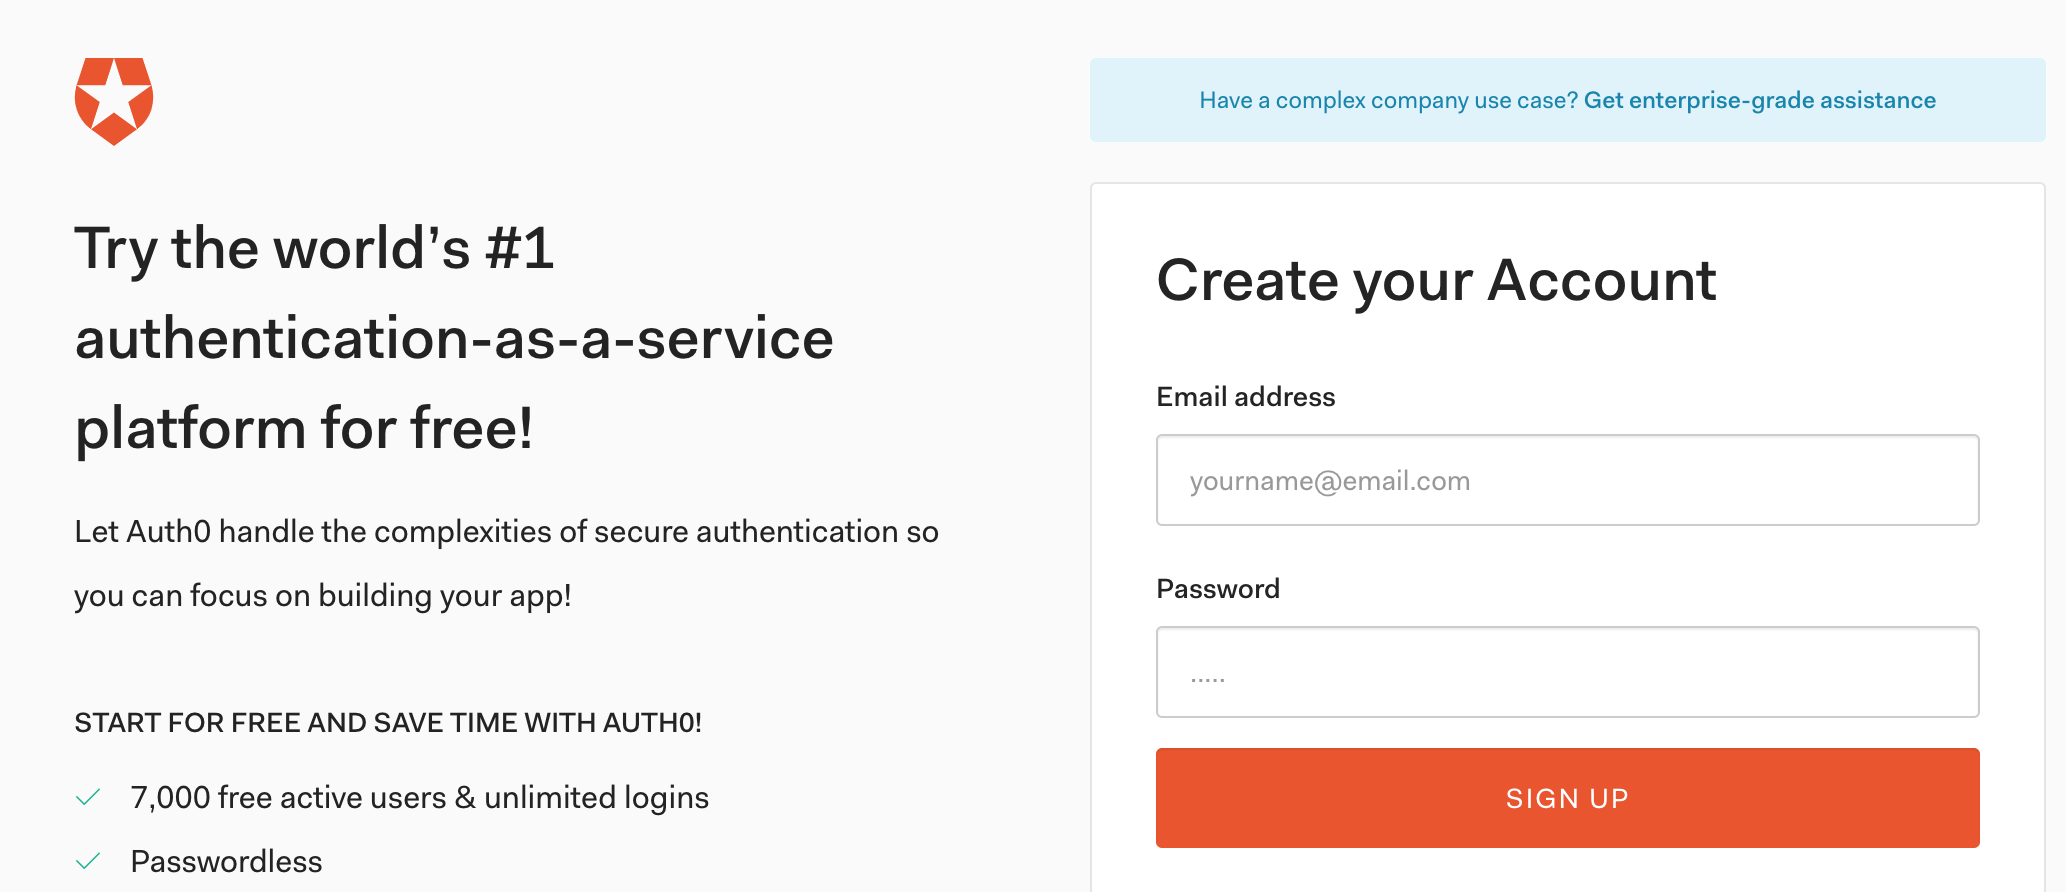 Try the world's #1
authentication-as-a-service
platform for free!
Let Auth0 handle the complexities of secure authentication so
you can focus on building your app!
START FOR FREE AND SAVE TIME WITH AUTH0!
7,000 free active users & unlimited logins
Passwordless
Have a complex company use case? Get enterprise-grade assistance
Create your Account
Email address
yourname@email.com
Password
.....
SIGN UP